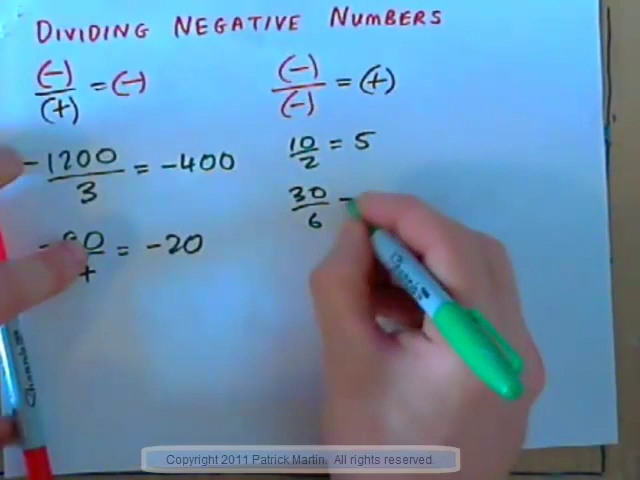 DIVIDING NEGATIVE NUMBERS
(-)/(+) = (-)
(-)/(-) = (+)
-1200/3 = -400
10/2 = 5
30/6 -
= -20
Sharpie
Copyright 2011 Patrick Martin. All rights reserved.